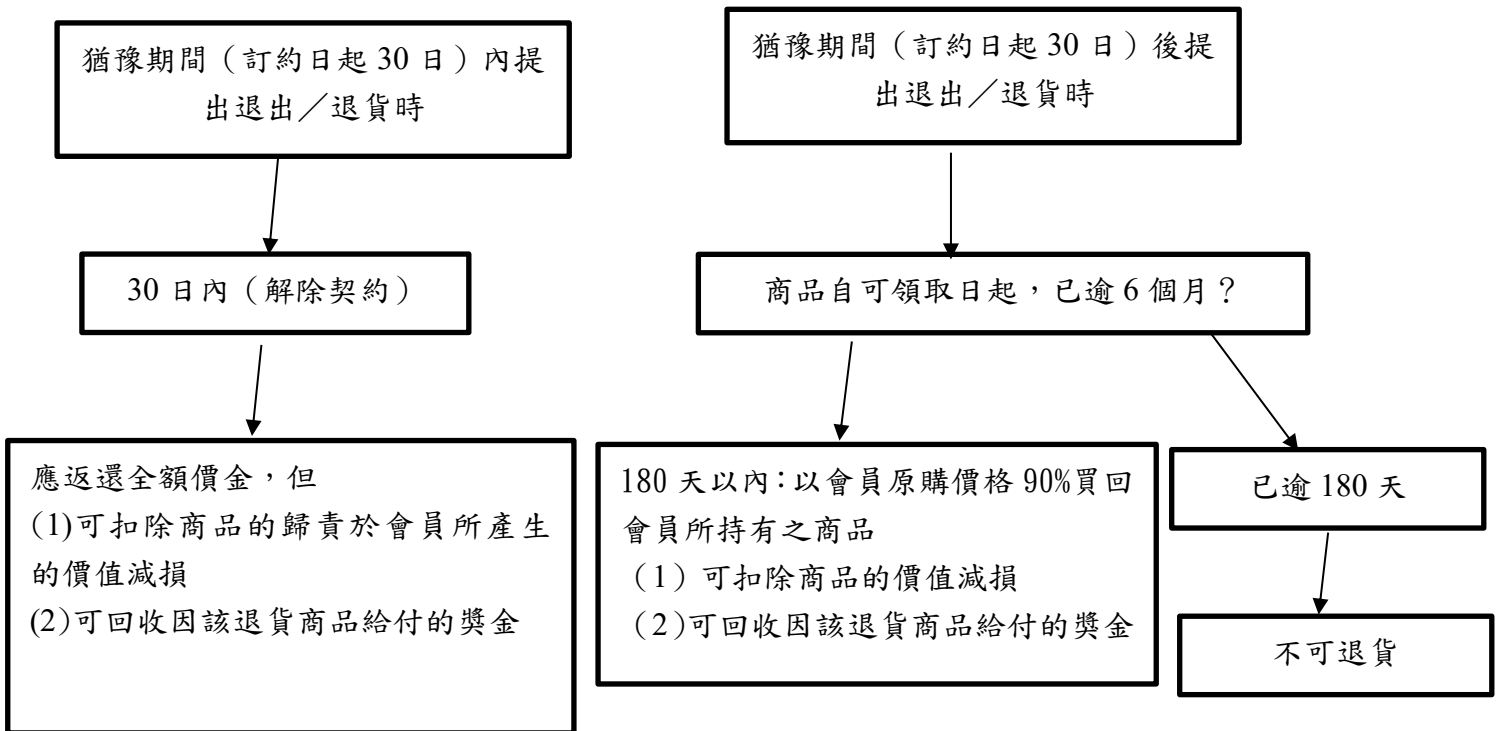 猶豫期間（訂約日起 30 日）內提
出退出／退貨時
猶豫期間（訂約日起 30 日）後提
出退出／退貨時
30 日內（解除契約）
商品自可領取日起，已逾 6 個月？
應返還全額價金，但
(1)可扣除商品的歸責於會員所產生
的價值減損
(2)可回收因該退貨商品給付的獎金
180 天以內：以會員原購價格 90%買回
會員所持有之商品
（1）可扣除商品的價值減損
（2）可回收因該退貨商品給付的獎金
已逾 180 天
不可退貨